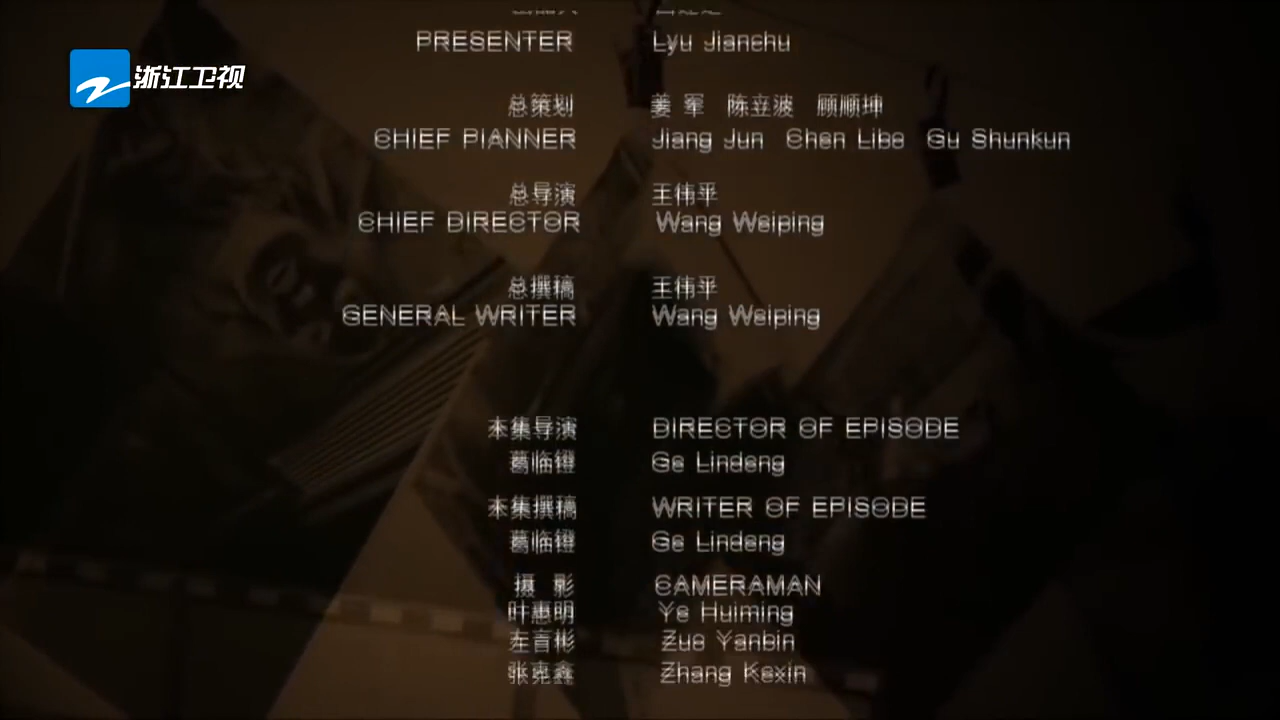 PRESENTER Lyu Jianchu
浙江卫视
总策划 姜 军 陈立波 顾顺坤
CHIEF PIANNER Jiang Jun Chen Libo Gu Shunkun
总导演 王伟平
CHIEF DIRECTOR Wang Weiping
总撰稿 王伟平
GENERAL WRITER Wang Weiping
本集导演 DIRECTOR OF EPISODE
葛临镫 Ge Lindeng
本集撰稿 WRITER OF EPISODE
葛临镫 Ge Lindeng
摄 影 CAMERAMAN
叶惠明 Ye Huiming
左言彬 Zuo Yanbin
张克鑫 Zhang Kexin